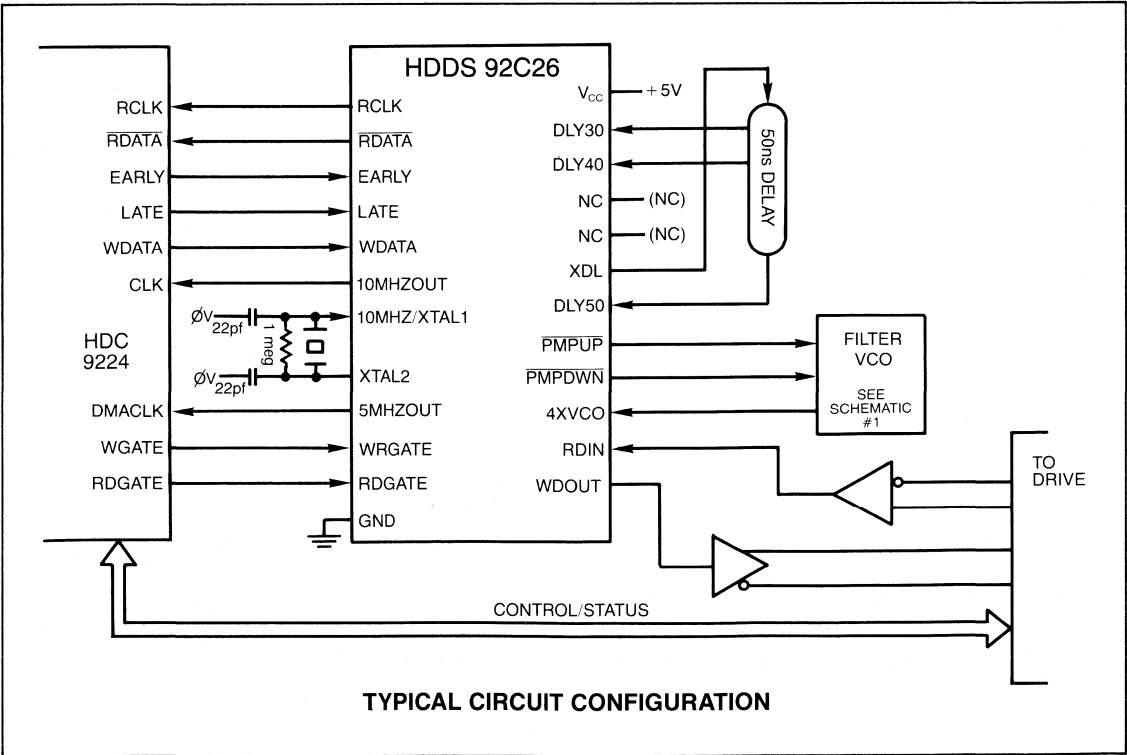 HDDS 92C26
RCLK
RDATA
EARLY
LATE
WDATA
CLK
HDC
9224
DMACLK
WGATE
RDGATE
ØV
22pf
1 meg
ØV
22pf
RCLK
RDATA
EARLY
LATE
WDATA
10MHZOUT
10MHZ/XTAL1
XTAL2
5MHZOUT
WRGATE
RDGATE
GND
VCC
+5V
DLY30
DLY40
NC (NC)
NC (NC)
XDL
DLY50
PMPUP
PMPDWN
4XVCO
RDIN
WDOUT
50ns DELAY
FILTER
VCO
SEE
SCHEMATIC
#1
TO
DRIVE
CONTROL/STATUS
TYPICAL CIRCUIT CONFIGURATION